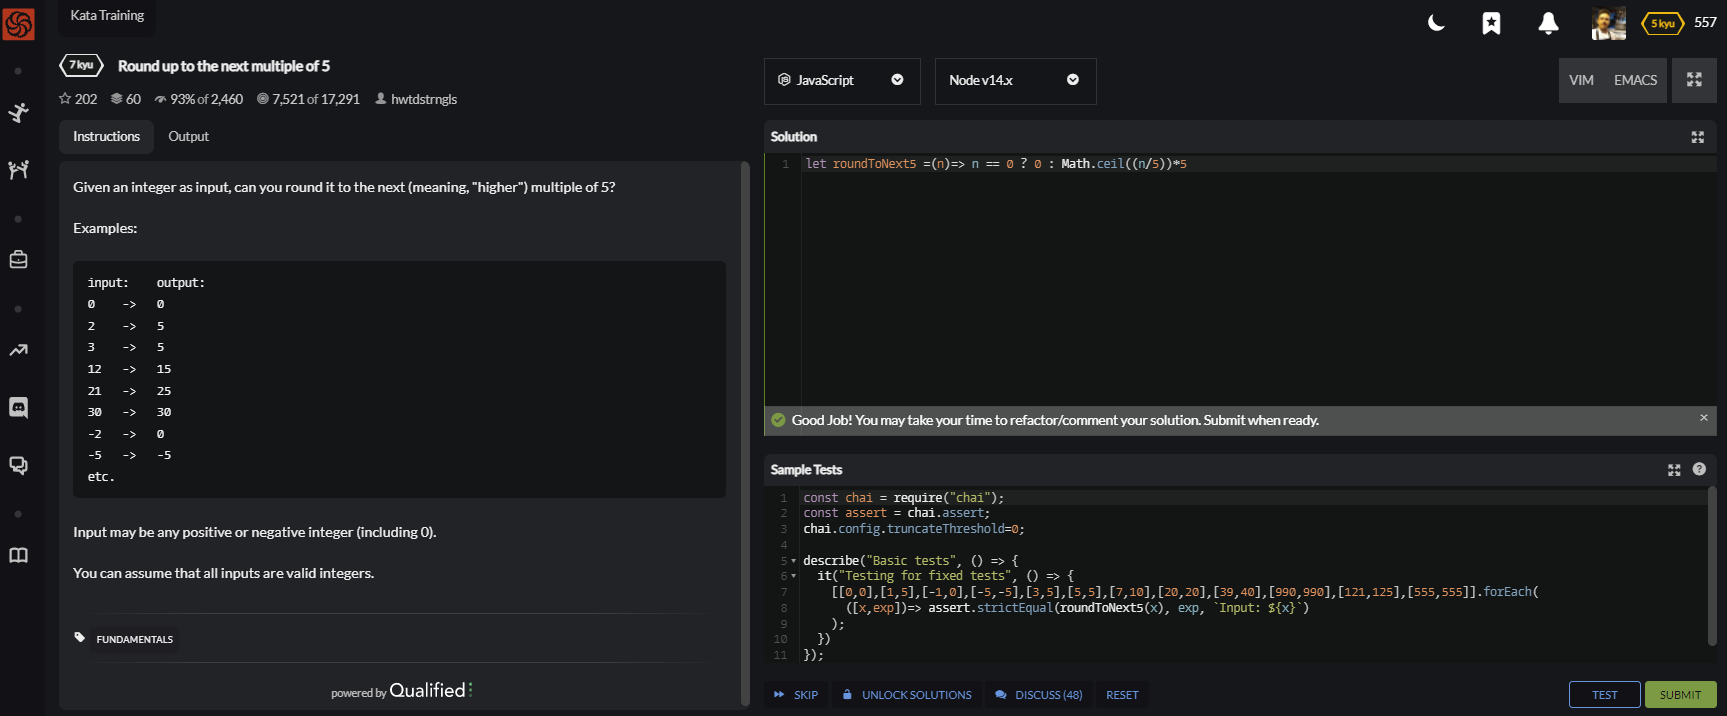 Kata Training
5 kyu 557
7 kyu Round up to the next multiple of 5
202 60 93% of 2,460 7,521 of 17,291 hwtdstrngls
Instructions Output
Given an integer as input, can you round it to the next (meaning, "higher") multiple of 5?
Examples:
input: output:
0 -> 0
2 -> 5
3 -> 5
12 -> 15
21 -> 25
30 -> 30
-2 -> 0
-5 -> -5
etc.
Input may be any positive or negative integer (including 0).
You can assume that all inputs are valid integers.
FUNDAMENTALS
powered by Qualified
JavaScript Node v14.x VIM EMACS
Solution
1 let roundToNext5 =(n)=> n == 0 ? 0 : Math.ceil((n/5))*5
Good Job! You may take your time to refactor/comment your solution. Submit when ready. ×
Sample Tests
1 const chai = require("chai");
2 const assert = chai.assert;
3 chai.config.truncateThreshold=0;
4
5 describe("Basic tests", () => {
6 it("Testing for fixed tests", () => {
7 [[0,0],[1,5],[-1,0],[-5,-5],[3,5],[5,5],[7,10],[20,20],[39,40],[990,990],[121,125],[555,555]].forEach(
8 ([x,exp])=> assert.strictEqual(roundToNext5(x), exp, `Input: ${x}`)
9 );
10 })
11 });
SKIP UNLOCK SOLUTIONS DISCUSS (48) RESET TEST SUBMIT